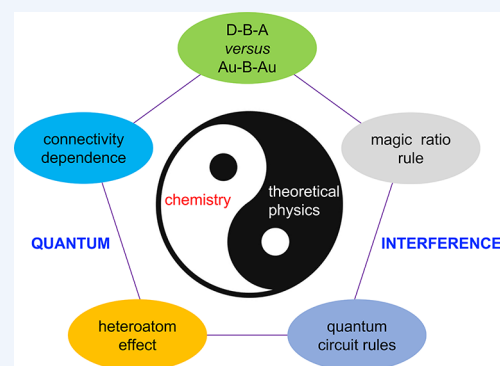 D-B-A
versus
Au-B-Au
connectivity
dependence
magic ratio
rule
chemistry
theoretical
physics
QUANTUM
INTERFERENCE
heteroatom
effect
quantum
circuit rules